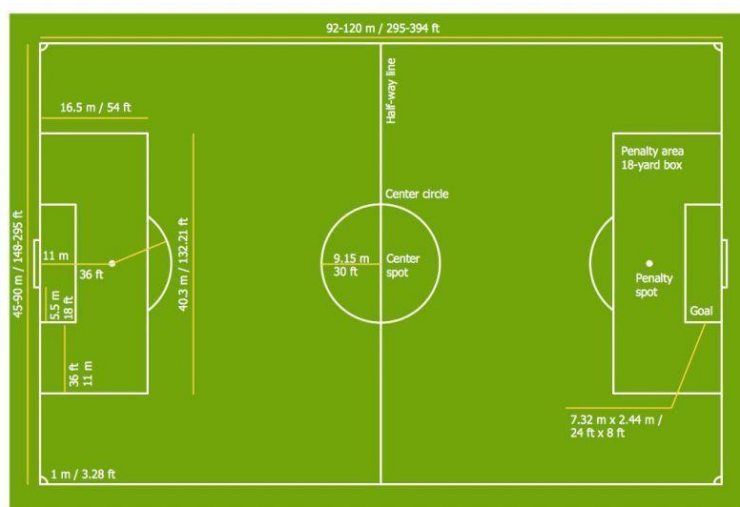 92-120 m / 295-394 ft
16.5 m / 54 ft
Half-way line
Penalty area
18-yard box
Center circle
45-90 m / 148-295 ft
11 m
36 ft
40.3 m / 132.21 ft
9.15 m
30 ft
Center
spot
Penalty
spot
5.5 m
18 ft
Goal
36 ft
11 m
7.32 m x 2.44 m /
24 ft x 8 ft
1 m / 3.28 ft